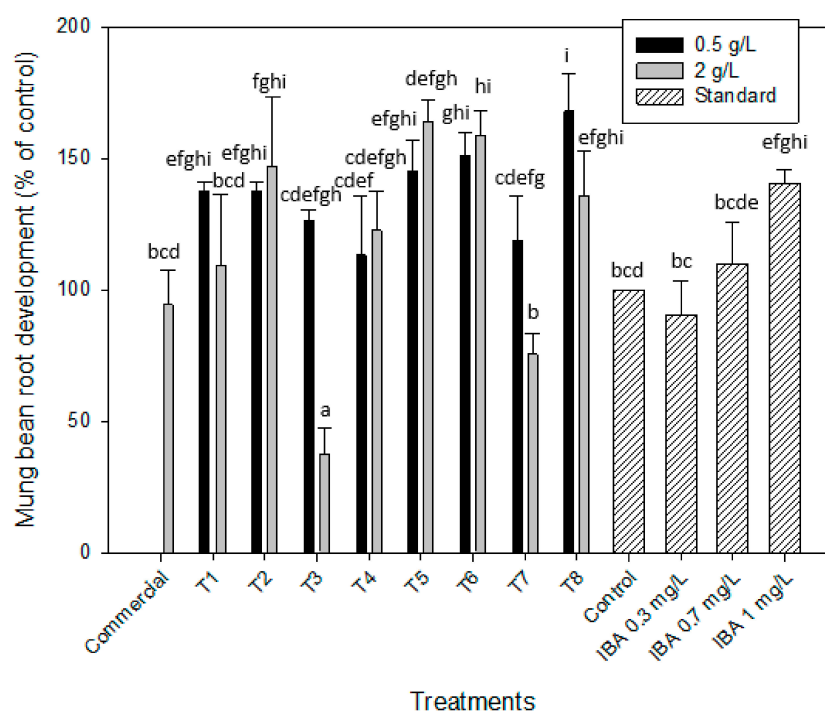 Mung bean root development (% of control)
200
150
100
50
0
0.5 g/L
2 g/L
Standard
bcd
efghi
bcd
efghi
fghi
cdefgh
a
cdef
cdefgh
efghi
defgh
ghi
hi
cdefg
b
i
efghi
bcd
bc
bcde
efghi
Commercial
T1
T2
T3
T4
T5
T6
T7
T8
Control
IBA 0.3 mg/L
IBA 0.7 mg/L
IBA 1 mg/L
Treatments